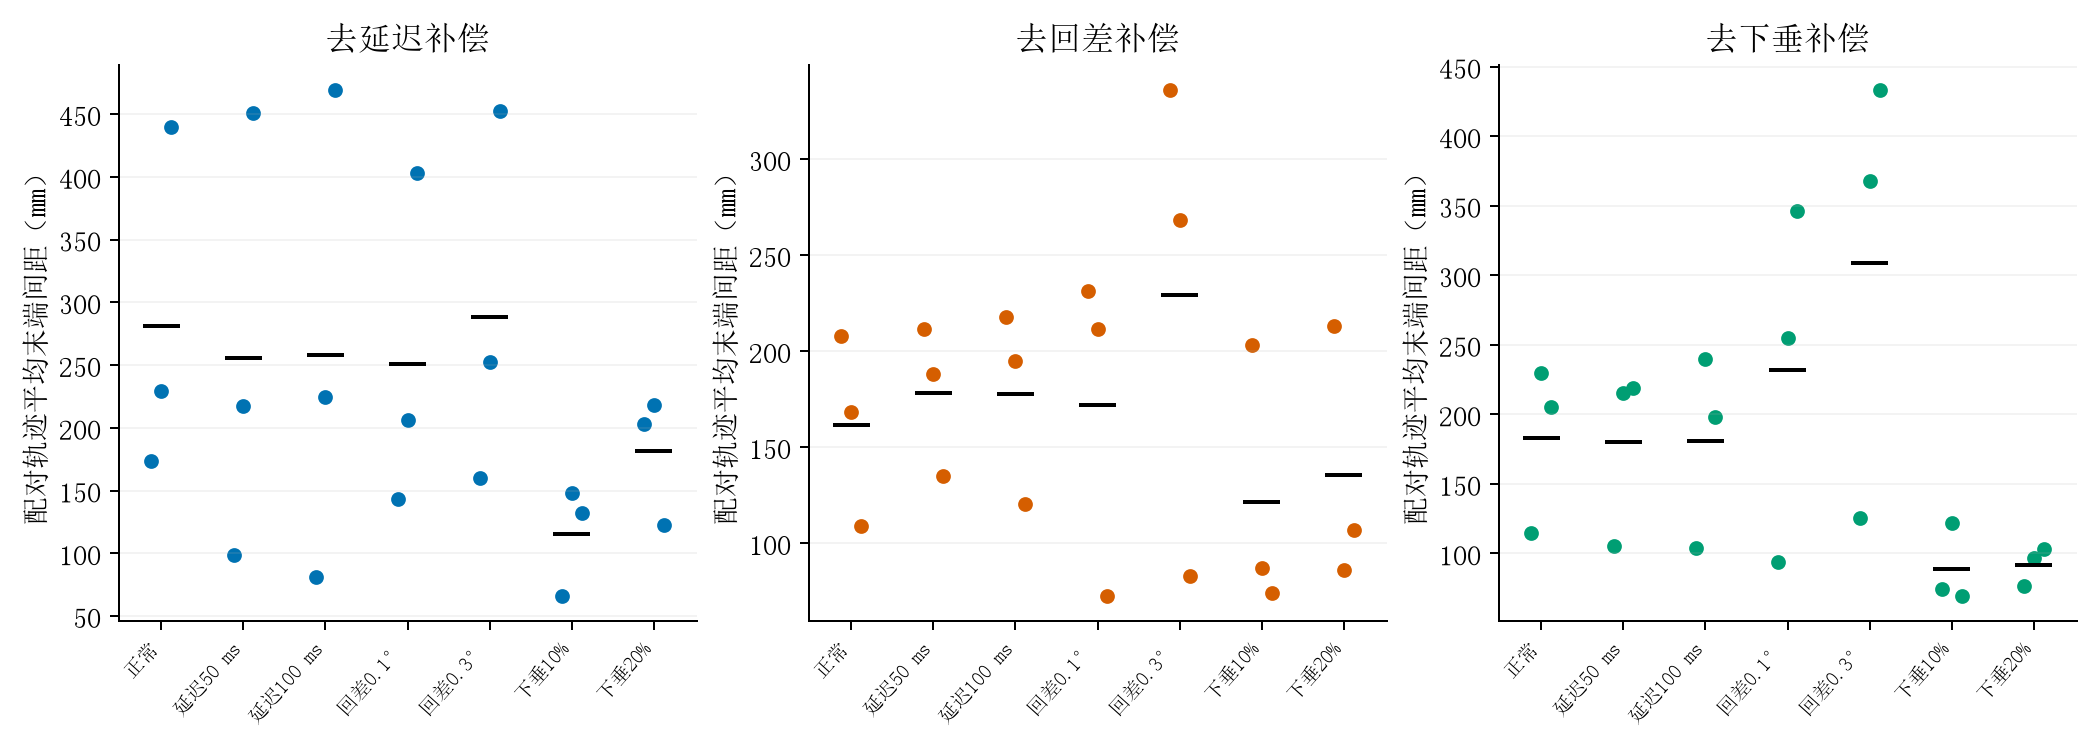 去延迟补偿
配对轨迹平均末端间距（mm）
450
400
350
300
250
200
150
100
50
正常
延迟50 ms
延迟100 ms
回差0.1°
回差0.3°
下垂10%
下垂20%
去回差补偿
配对轨迹平均末端间距（mm）
300
250
200
150
100
正常
延迟50 ms
延迟100 ms
回差0.1°
回差0.3°
下垂10%
下垂20%
去下垂补偿
配对轨迹平均末端间距（mm）
450
400
350
300
250
200
150
100
正常
延迟50 ms
延迟100 ms
回差0.1°
回差0.3°
下垂10%
下垂20%